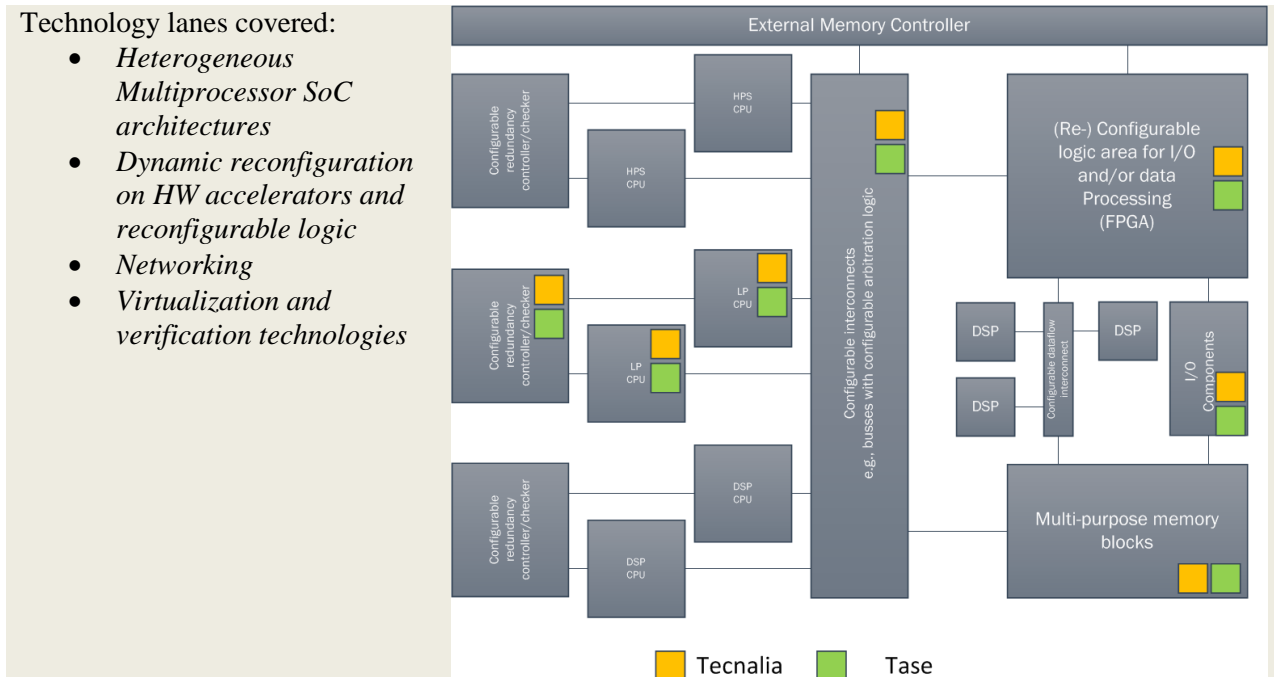 Technology lanes covered:
• Heterogeneous
Multiprocessor SoC
architectures
• Dynamic reconfiguration
on HW accelerators and
reconfigurable logic
• Networking
• Virtualization and
verification technologies
External Memory Controller
Configurable
redundancy
controller/checker
HPS
CPU
HPS
CPU
Configurable
redundancy
controller/checker
LP
CPU
LP
CPU
Configurable
redundancy
controller/checker
DSP
CPU
DSP
CPU
Configurable interconnects
e.g., busses with configurable arbitration logic
(Re-) Configurable
logic area for I/O
and/or data
Processing
(FPGA)
DSP
DSP
Configurable dataflow
interconnect
DSP
I/O
Components
Multi-purpose memory
blocks
Tecnalia
Tase